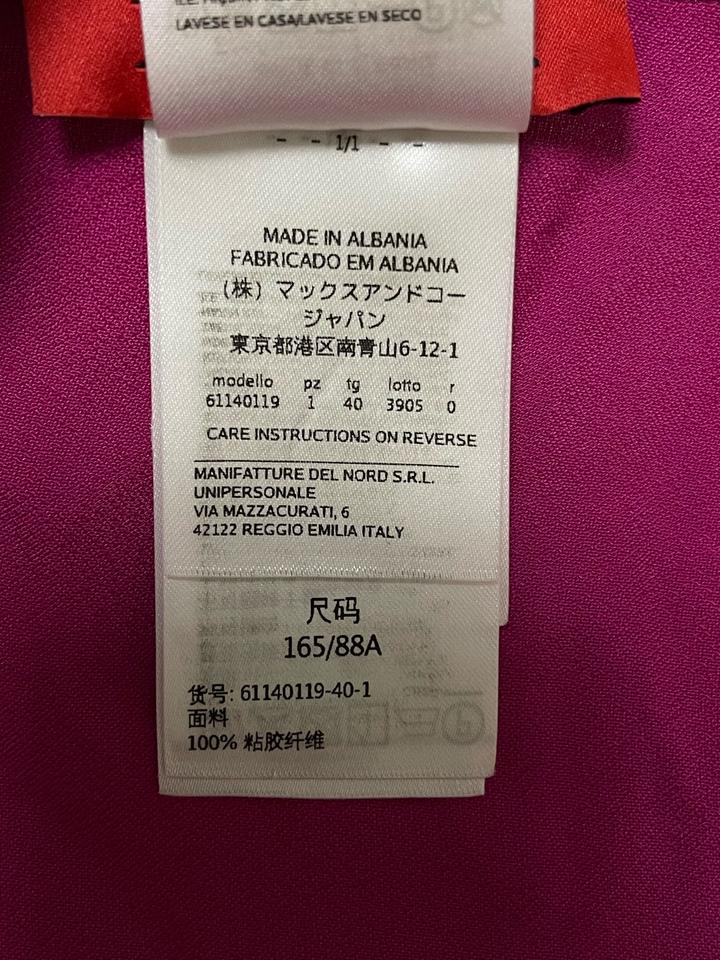 LAVESE EN CASA/LAVESE EN SECO
- - 1/1 - -
MADE IN ALBANIA
FABRICADO EM ALBANIA
（株）マックスアンドコー
ジャパン
東京都港区南青山6-12-1
modello pz tg lotto r
61140119 1 40 3905 0
CARE INSTRUCTIONS ON REVERSE
MANIFATTURE DEL NORD S.R.L.
UNIPERSONALE
VIA MAZZACURATI, 6
42122 REGGIO EMILIA ITALY
尺码
165/88A
货号: 61140119-40-1
面料
100% 粘胶纤维